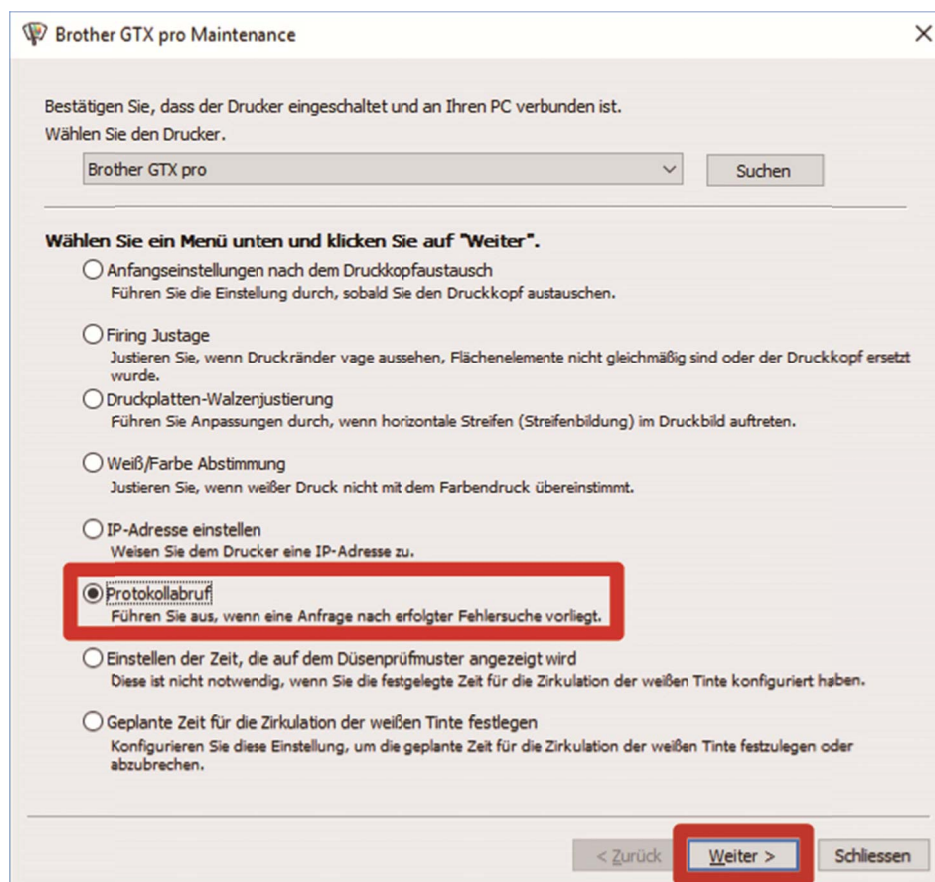 Brother GTX pro Maintenance
Bestätigen Sie, dass der Drucker eingeschaltet und an Ihren PC verbunden ist.
Wählen Sie den Drucker.
Brother GTX pro
Suchen
Wählen Sie ein Menü unten und klicken Sie auf "Weiter".
Anfangseinstellungen nach dem Druckkopfaustausch
Führen Sie die Einstelung durch, sobald Sie den Druckkopf austauschen.
Firing Justage
Justieren Sie, wenn Druckränder vage aussehen, Flächenelemente nicht gleichmäßig sind oder der Druckkopf ersetzt
wurde.
Druckplatten-Walzenjustierung
Führen Sie Anpassungen durch, wenn horizontale Streifen (Streifenbildung) im Druckbild auftreten.
Weiß/Farbe Abstimmung
Justieren Sie, wenn weißer Druck nicht mit dem Farbendruck übereinstimmt.
IP-Adresse einstellen
Weisen Sie dem Drucker eine IP-Adresse zu.
Protokollabruf
Führen Sie aus, wenn eine Anfrage nach erfolgter Fehlersuche vorliegt.
Einstellen der Zeit, de auf dem Düsenprüfmuster angezeigt wird
Diese ist nicht notwendig, wenn Sie die festgelegte Zeit für die Zirkulation der weißen Tinte konfiguriert haben.
Geplante Zeit für die Zirkulation der weißen Tinte festlegen
Konfigurieren Sie diese Einstellung, um die geplante Zeit für die Zirkulation der weißen Tinte festzulegen oder
abzubrechen.
< Zurück
Weiter >
Schliessen